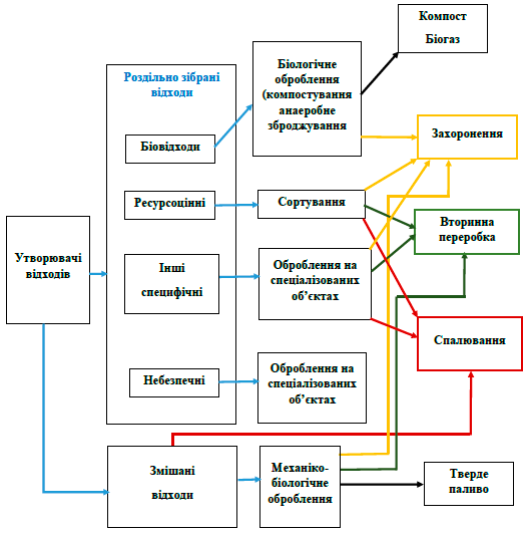 Компост
Біогаз
Біологічне
оброблення
(компостування
анаеробне
зброджування
Роздільно зібрані
відходи
Захоронення
Біовідходи
Ресурсоцінні
Сортування
Вторинна
переробка
Утворювачі
відходів
Інші
специфічні
Оброблення на
спеціалізованих
об’єктах
Спалювання
Небезпечні
Оброблення на
спеціалізованих
об’єктах
Змішані
відходи
Механіко-
біологічне
оброблення
Тверде
паливо